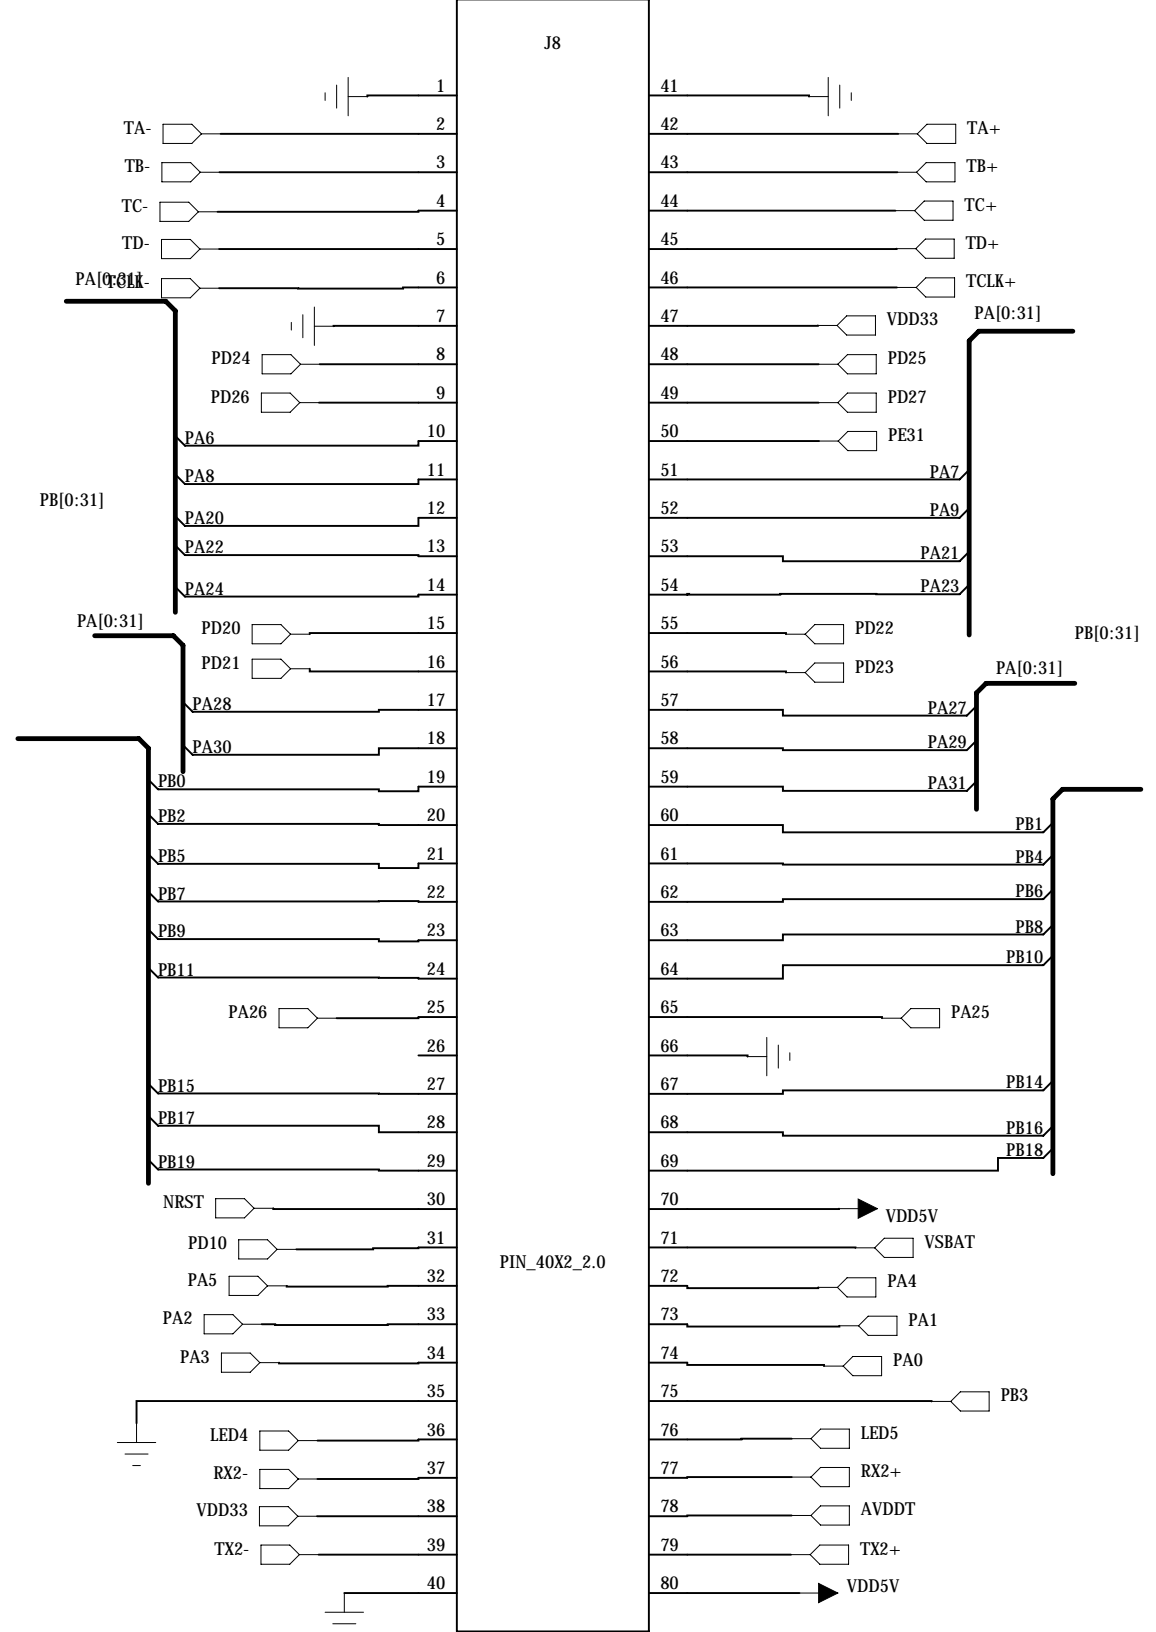 J8
1 41
TA- 2 42 TA+
TB- 3 43 TB+
TC- 4 44 TC+
TD- 5 45 TD+
PA[0:31] TCLK- 6 46 TCLK+
7 47 VDD33 PA[0:31]
PD24 8 48 PD25
PD26 9 49 PD27
PA6 10 50 PE31
PA8 11 51 PA7
PB[0:31]
PA20 12 52 PA9
PA22 13 53 PA21
PA24 14 54 PA23
PA[0:31]
PD20 15 55 PD22 PB[0:31]
PD21 16 56 PD23 PA[0:31]
PA28 17 57 PA27
PA30 18 58 PA29
PB0 19 59 PA31
PB2 20 60 PB1
PB5 21 61 PB4
PB7 22 62 PB6
PB9 23 63 PB8
PB11 24 64 PB10
PA26 25 65 PA25
26 66
PB15 27 67 PB14
PB17 28 68 PB16
PB19 29 69 PB18
NRST 30 70 VDD5V
PD10 31 71 VSBAT
PIN_40X2_2.0
PA5 32 72 PA4
PA2 33 73 PA1
PA3 34 74 PA0
35 75 PB3
LED4 36 76 LED5
RX2- 37 77 RX2+
VDD33 38 78 AVDDT
TX2- 39 79 TX2+
40 80 VDD5V